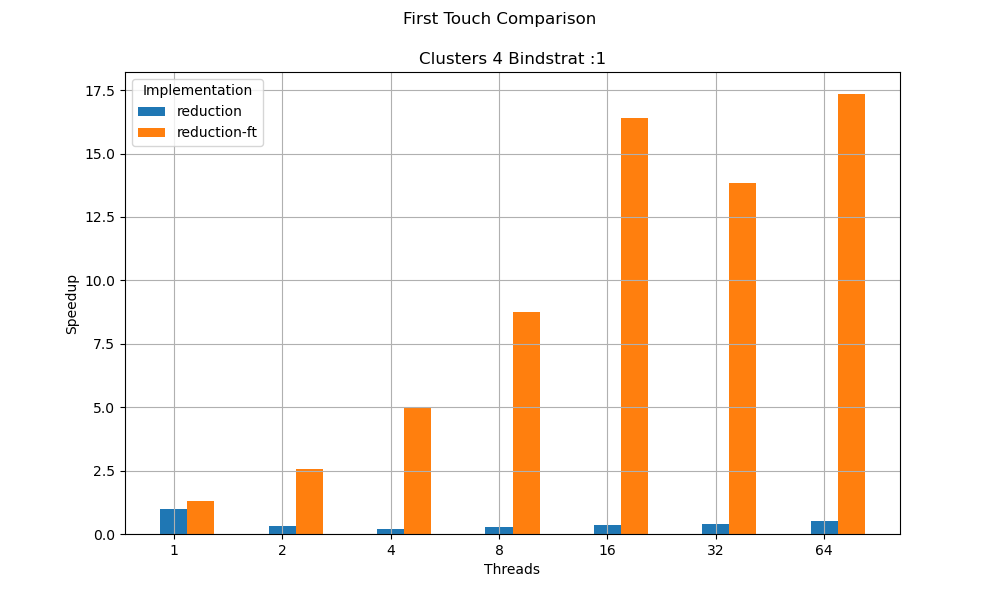 First Touch Comparison
Clusters 4 Bindstrat :1
Implementation
reduction
reduction-ft
17.5
15.0
12.5
10.0
7.5
5.0
2.5
0.0
Speedup
1 2 4 8 16 32 64
Threads